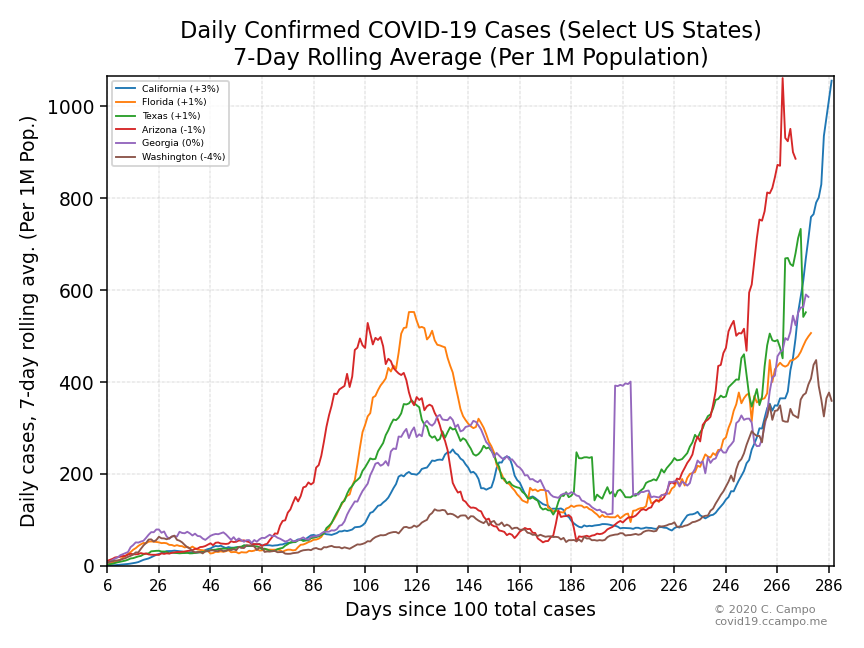 Daily Confirmed COVID-19 Cases (Select US States)
7-Day Rolling Average (Per 1M Population)
Daily cases, 7-day rolling avg. (Per 1M Pop.)
1000
800
600
400
200
0
California (+3%)
Florida (+1%)
Texas (+1%)
Arizona (-1%)
Georgia (0%)
Washington (-4%)
6 26 46 66 86 106 126 146 166 186 206 226 246 266 286
Days since 100 total cases
© 2020 C. Campo
covid19.ccampo.me